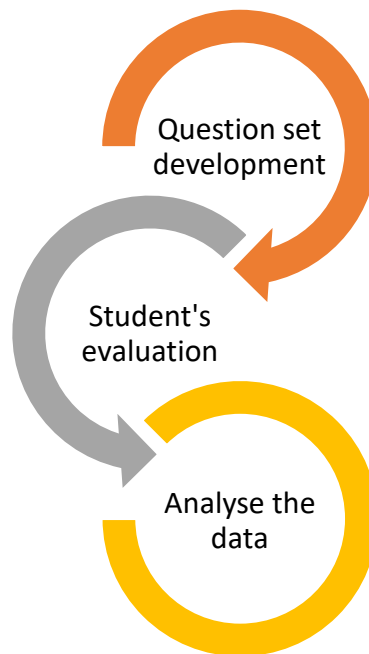 Question set
development
Student's
evaluation
Analyse the
data